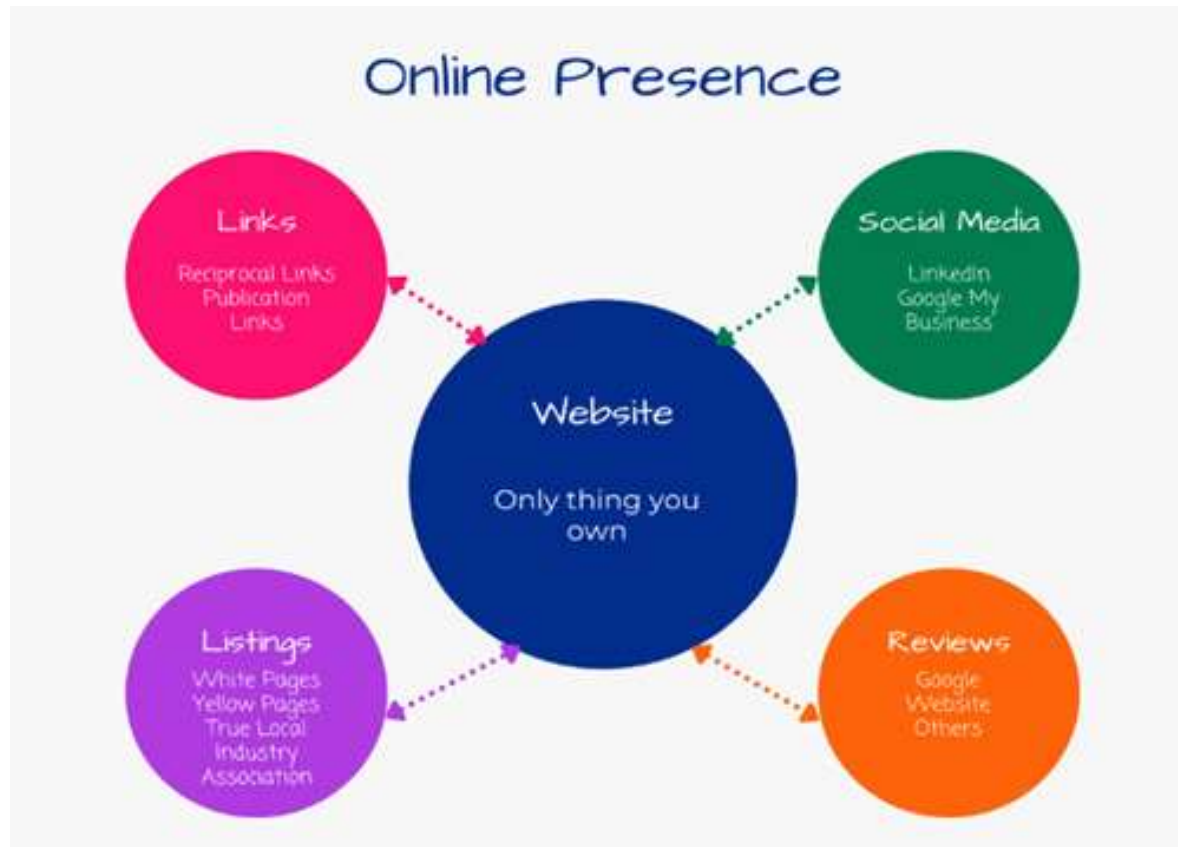 Online Presence
Links
Reciprocal Links
Publication
Links
Social Media
LinkedIn
Google My
Business
Website
Only thing you
own
Listings
White Pages
Yellow Pages
True Local
Industry
Association
Reviews
Google
Website
Others